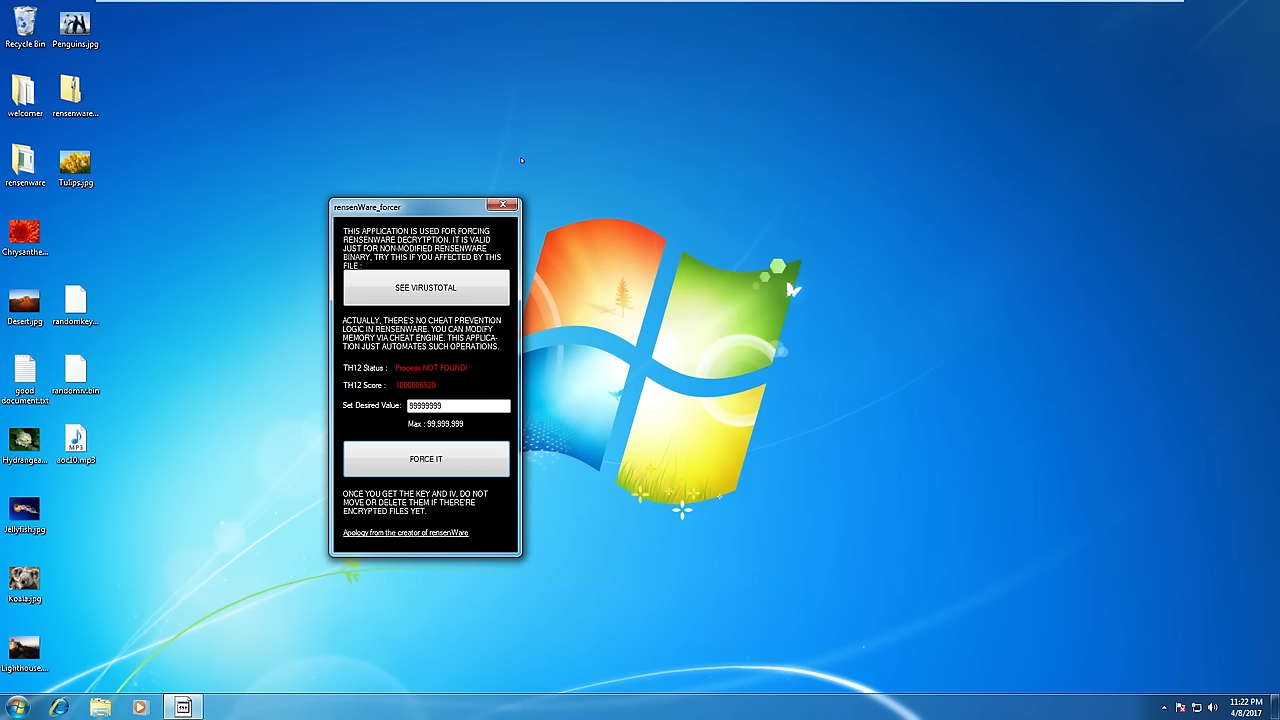 Recycle Bin
Penguins.jpg
welcomer
rensenware...
rensenware
Tulips.jpg
Chrysanthe...
Desert.jpg
randomkey...
good
document.txt
randomiv.bin
Hydrangea...
MP3
Jellyfish.jpg
Koala.jpg
Lighthouse....
rensenWare_forcer
THIS APPLICATION IS USED FOR FORCING
RENSENWARE DECRYTPTION. IT IS VALID
JUST FOR NON-MODIFIED RENSENWARE
BINARY, TRY THIS IF YOU AFFECTED BY THIS
FILE :
SEE VIRUSTOTAL
ACTUALLY, THERE'S NO CHEAT PREVENTION
LOGIC IN RENSENWARE. YOU CAN MODIFY
MEMORY VIA CHEAT ENGINE. THIS APPLICA-
TION JUST AUTOMATES SUCH OPERATIONS.
TH12 Status : Process NOT FOUND!
TH12 Score :
Set Desired Value: 99999999
Max : 99,999,999
FORCE IT
ONCE YOU GET THE KEY AND IV, DO NOT
MOVE OR DELETE THEM IF THERE'RE
ENCRYPTED FILES YET.
Apology from the creator of rensenWare
11:22 PM
4/8/2017